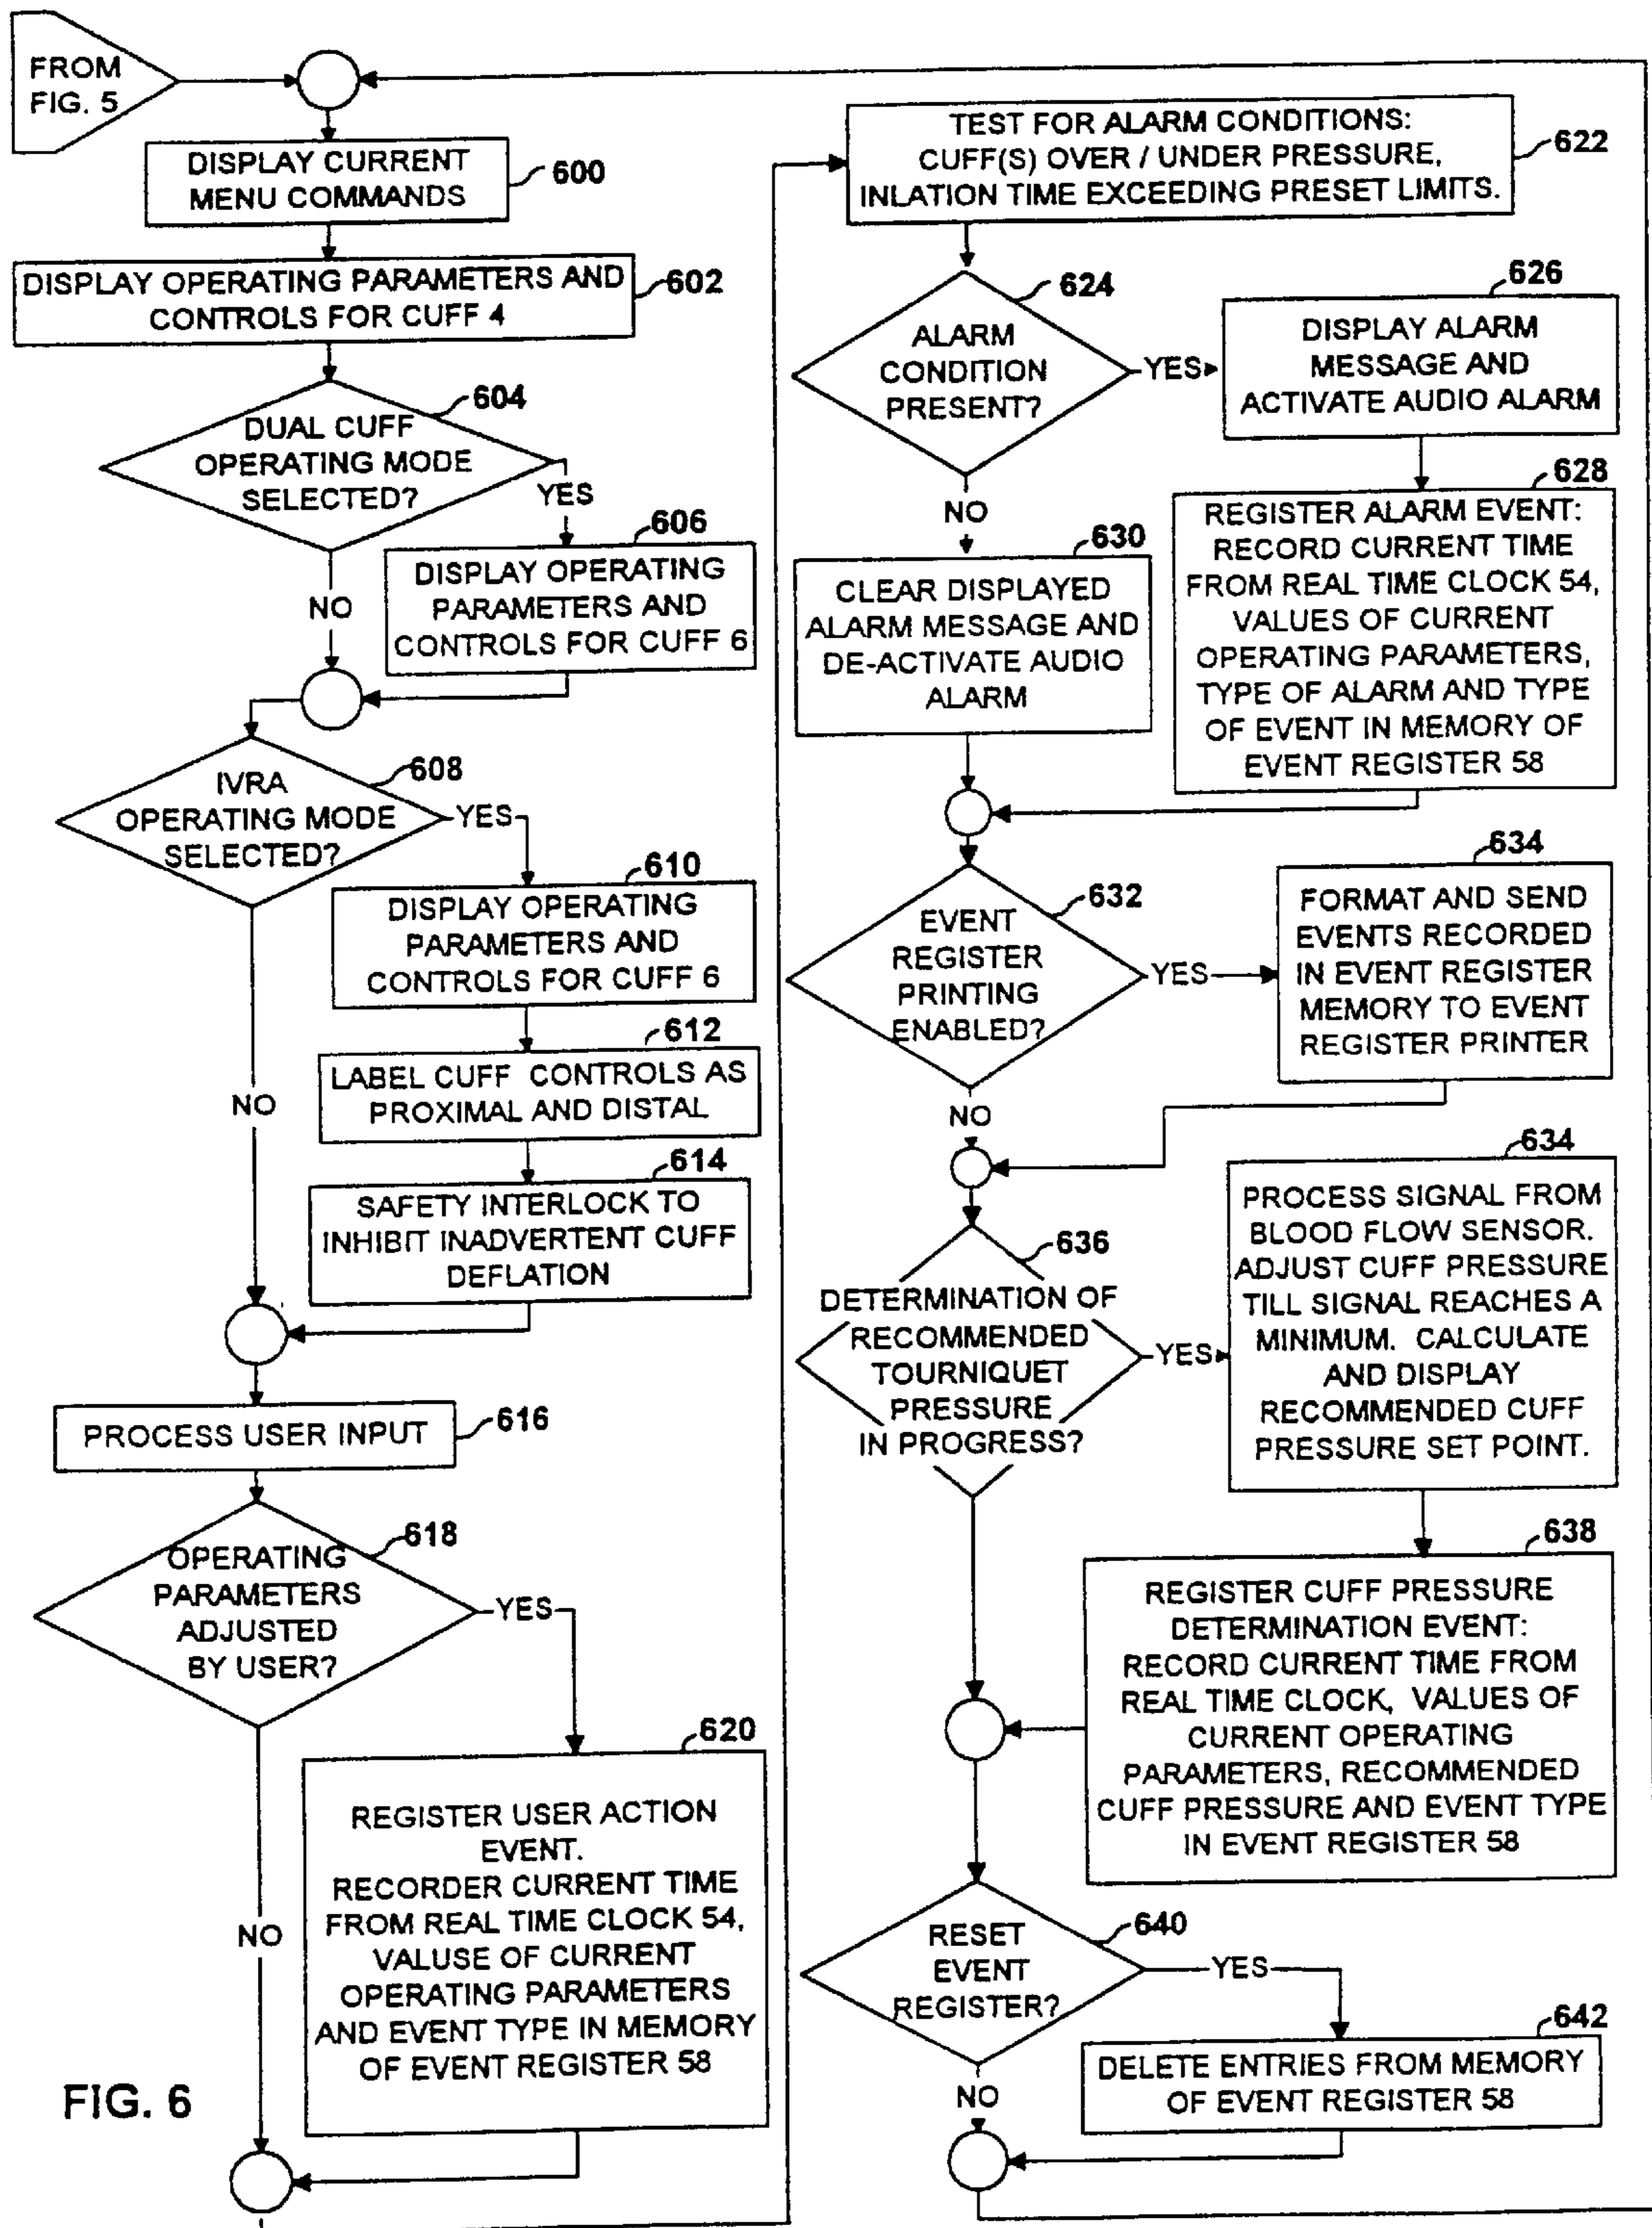 FROM
FIG. 5
DISPLAY CURRENT
MENU COMMANDS
600
DISPLAY OPERATING PARAMETERS AND
CONTROLS FOR CUFF 4
602
604
DUAL CUFF
OPERATING MODE
SELECTED?
YES
606
DISPLAY OPERATING
PARAMETERS AND
CONTROLS FOR CUFF 6
NO
608
IVRA
OPERATING MODE
SELECTED?
YES
610
DISPLAY OPERATING
PARAMETERS AND
CONTROLS FOR CUFF 6
612
LABEL CUFF CONTROLS AS
PROXIMAL AND DISTAL
614
SAFETY INTERLOCK TO
INHIBIT INADVERTENT CUFF
DEFLATION
NO
PROCESS USER INPUT
616
618
OPERATING
PARAMETERS
ADJUSTED
BY USER?
YES
620
REGISTER USER ACTION
EVENT.
RECORDER CURRENT TIME
FROM REAL TIME CLOCK 54,
VALUSE OF CURRENT
OPERATING PARAMETERS
AND EVENT TYPE IN MEMORY
OF EVENT REGISTER 58
NO
FIG. 6
TEST FOR ALARM CONDITIONS:
CUFF(S) OVER / UNDER PRESSURE,
INLATION TIME EXCEEDING PRESET LIMITS.
622
624
ALARM
CONDITION
PRESENT?
YES
626
DISPLAY ALARM
MESSAGE AND
ACTIVATE AUDIO ALARM
628
REGISTER ALARM EVENT:
RECORD CURRENT TIME
FROM REAL TIME CLOCK 54,
VALUES OF CURRENT
OPERATING PARAMETERS,
TYPE OF ALARM AND TYPE
OF EVENT IN MEMORY OF
EVENT REGISTER 58
NO
630
CLEAR DISPLAYED
ALARM MESSAGE AND
DE-ACTIVATE AUDIO
ALARM
632
EVENT
REGISTER
PRINTING
ENABLED?
YES
634
FORMAT AND SEND
EVENTS RECORDED
IN EVENT REGISTER
MEMORY TO EVENT
REGISTER PRINTER
NO
636
DETERMINATION OF
RECOMMENDED
TOURNIQUET
PRESSURE
IN PROGRESS?
YES
634
PROCESS SIGNAL FROM
BLOOD FLOW SENSOR.
ADJUST CUFF PRESSURE
TILL SIGNAL REACHES A
MINIMUM. CALCULATE
AND DISPLAY
RECOMMENDED CUFF
PRESSURE SET POINT.
638
REGISTER CUFF PRESSURE
DETERMINATION EVENT:
RECORD CURRENT TIME FROM
REAL TIME CLOCK, VALUES OF
CURRENT OPERATING
PARAMETERS, RECOMMENDED
CUFF PRESSURE AND EVENT TYPE
IN EVENT REGISTER 58
640
RESET
EVENT
REGISTER?
YES
642
DELETE ENTRIES FROM MEMORY
OF EVENT REGISTER 58
NO